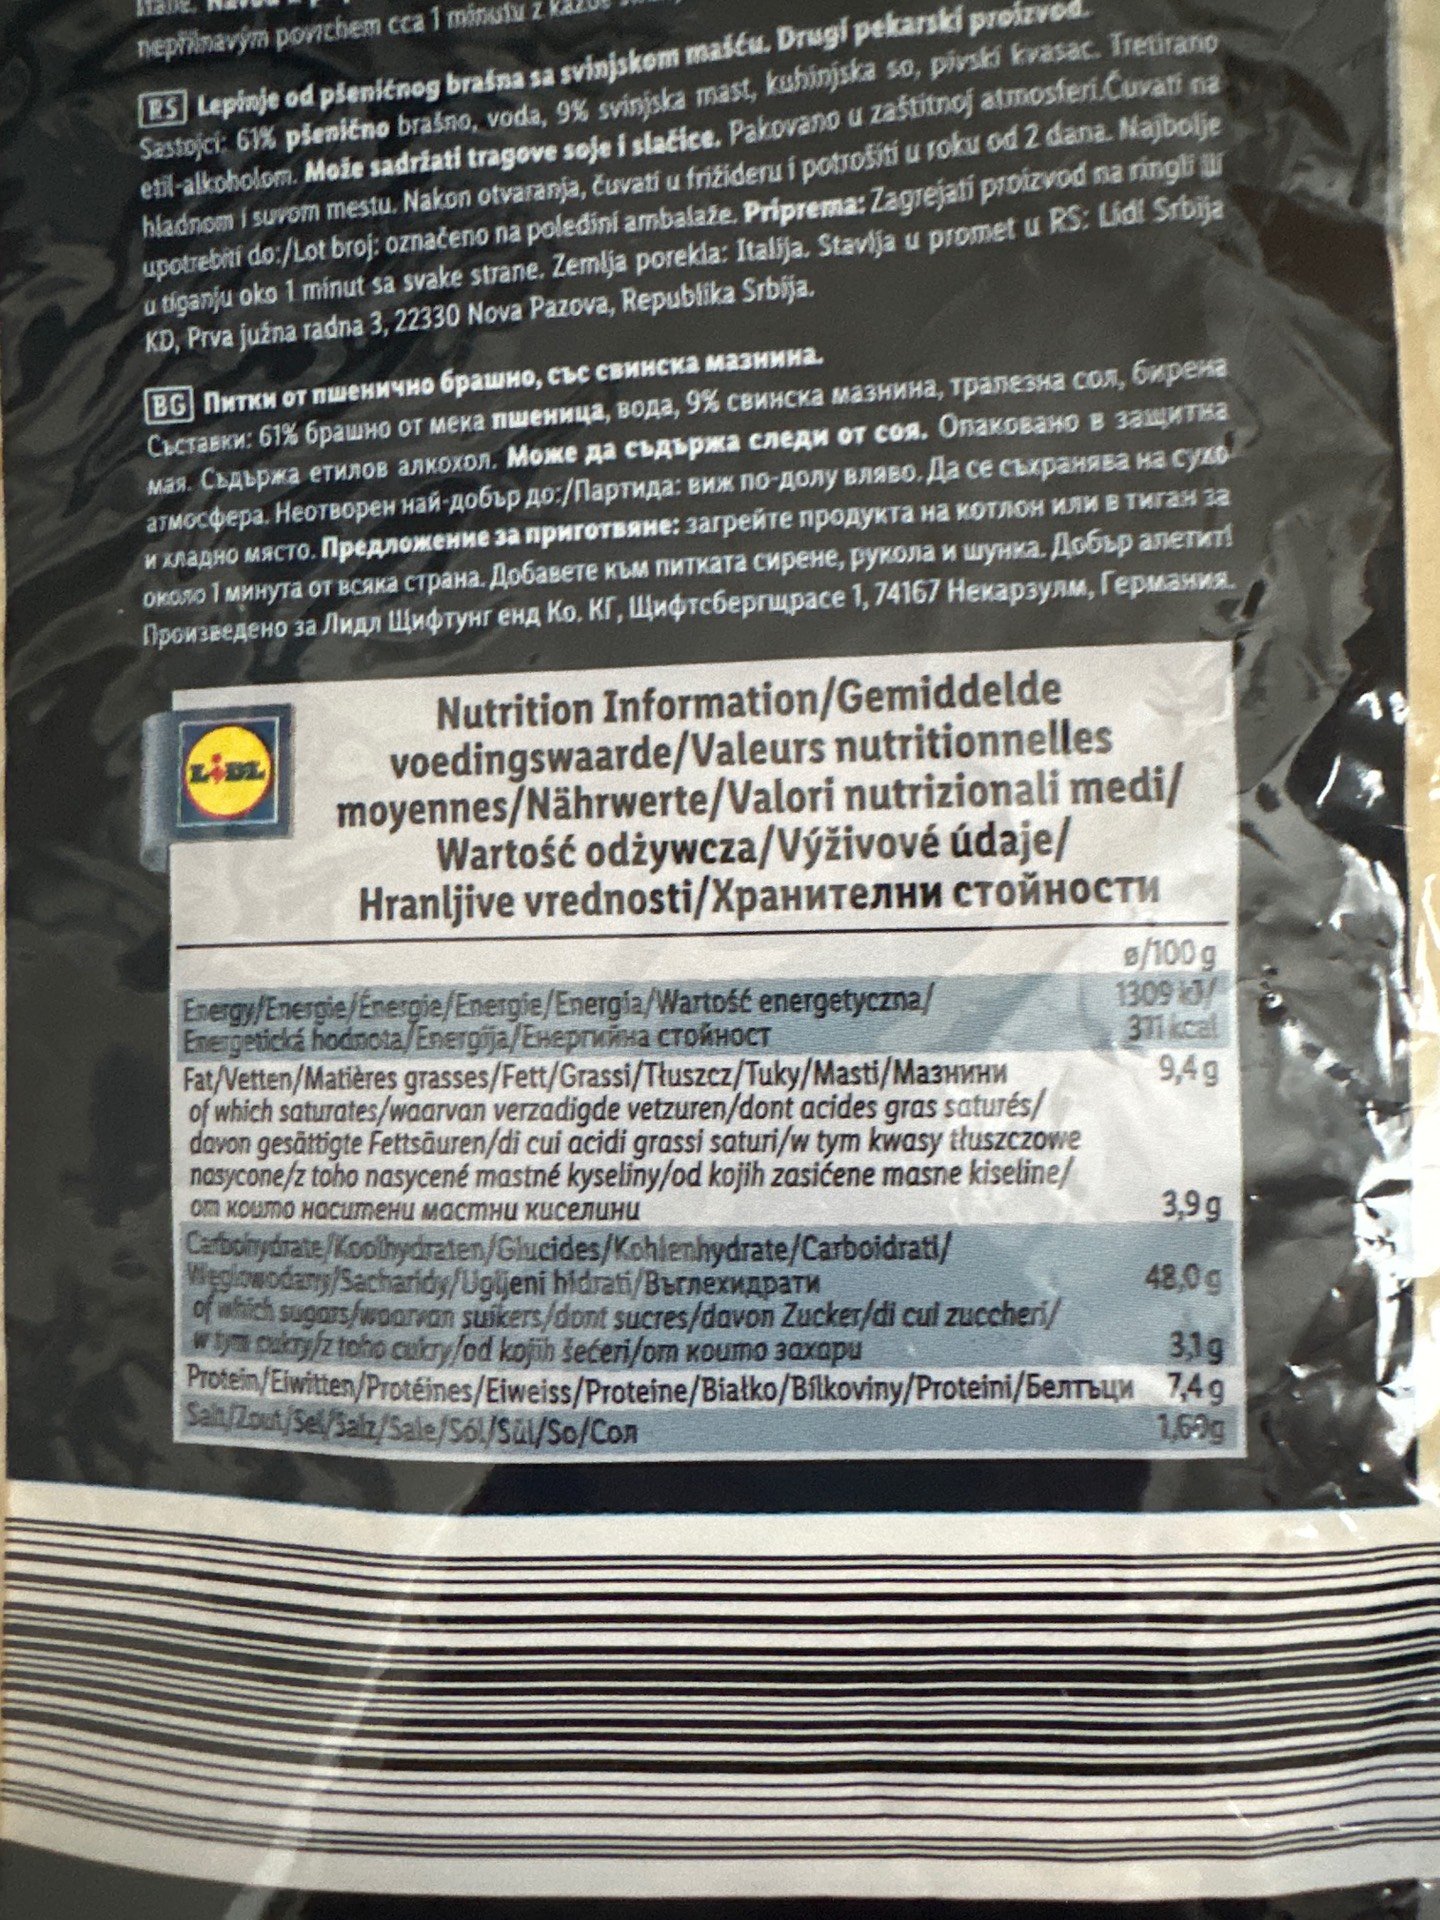 nepřilnavým povrchem cca 1 minutu z
RS Lepinje od pšeničnog brašna sa svinjskom mašću. Drugi pekarski proizvod.
Sastojci: 61% pšenično brašno, voda, 9% svinjska mast, kuhinjska so, pivski kvasac. Tretirano
etil-alkoholom. Može sadržati tragove soje i slačice. Pakovano u zaštitnoj atmosferi.Čuvati na
hladnom i suvom mestu. Nakon otvaranja, čuvati u frižideru i potrošiti u roku od 2 dana. Najbolje
upotrebiti do:/Lot broj: označeno na poleđini ambalaže. Priprema: Zagrejati proizvod na ringli ili
u tiganju oko 1 minut sa svake strane. Zemlja porekla: Italija. Stavlja u promet u RS: Lidl Srbija
KD, Prva južna radna 3, 22330 Nova Pazova, Republika Srbija.
BG Питки от пшенично брашно, със свинска мазнина.
Съставки: 61% брашно от мека пшеница, вода, 9% свинска мазнина, трапезна сол, бирена
мая. Съдържа етилов алкохол. Може да съдържа следи от соя. Опаковано в защитна
атмосфера. Неотворен най-добър до:/Партида: виж по-долу вляво. Да се съхранява на сухо
и хладно място. Предложение за приготвяне: загрейте продукта на котлон или в тиган за
около 1 минута от всяка страна. Добавете към питката сирене, рукола и шунка. Добър апетит!
Произведено за Лидл Щифтунг енд Ко. КГ, Щифтсбергщрасе 1, 74167 Некарзулм, Германия.
LIDL
Nutrition Information/Gemiddelde
voedingswaarde/Valeurs nutritionnelles
moyennes/Nährwerte/Valori nutrizionali medi/
Wartość odżywcza/Výživové údaje/
Hranljive vrednosti/Хранителни стойности
ø/100 g
Energy/Energie/Énergie/Energie/Energia/Wartość energetyczna/ 1309 kJ/
Energetická hodnota/Energija/Енергийна стойност 311 kcal
Fat/Vetten/Matières grasses/Fett/Grassi/Tłuszcz/Tuky/Masti/Мазнини 9,4 g
of which saturates/waarvan verzadigde vetzuren/dont acides gras saturés/
davon gesättigte Fettsäuren/di cui acidi grassi saturi/w tym kwasy tłuszczowe
nasycone/z toho nasycené mastné kyseliny/od kojih zasićene masne kiseline/
от които наситени мастни киселини 3,9 g
Carbohydrate/Koolhydraten/Glucides/Kohlenhydrate/Carboidrati/
Węglowodany/Sacharidy/Ugljeni hidrati/Въглехидрати 48,0 g
of which sugars/waarvan suikers/dont sucres/davon Zucker/di cui zuccheri/
w tym cukry/z toho cukry/od kojih šećeri/от които захари 3,1 g
Protein/Eiwitten/Protéines/Eiweiss/Proteine/Białko/Bílkoviny/Proteini/Белтъци 7,4 g
Salt/Zout/Sel/Salz/Sale/Sól/Sůl/So/Сол 1,60g